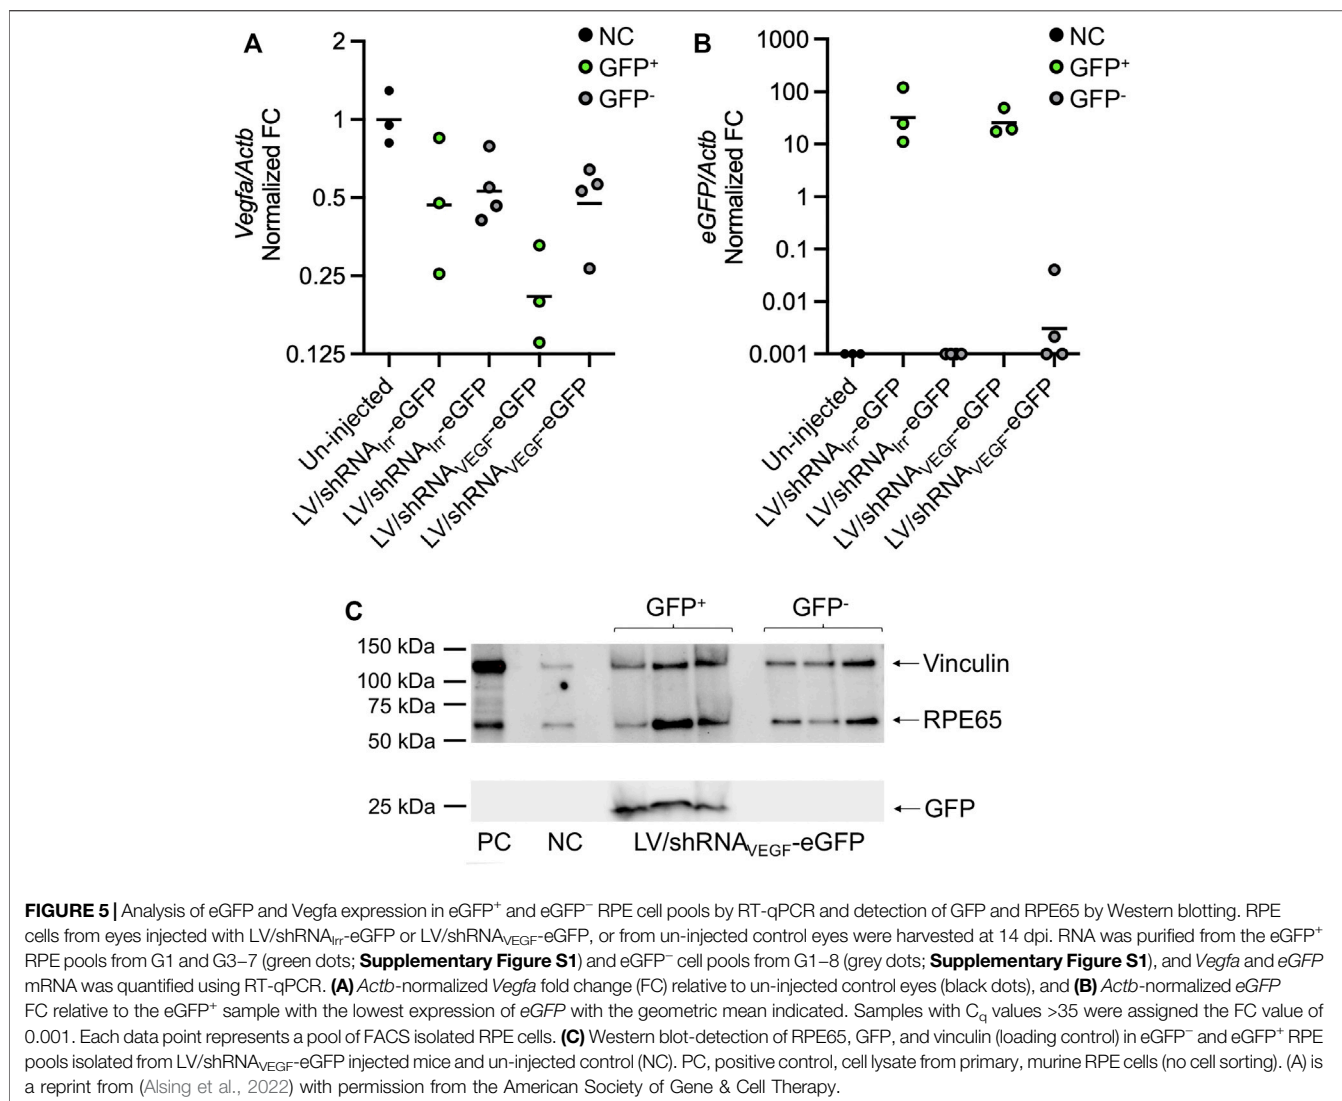 A
NC
GFP⁺
GFP⁻
Vegfa/Actb
Normalized FC
2
1
0.5
0.25
0.125
Un-injected
LV/shRNAIrr-eGFP
LV/shRNAIrr-eGFP
LV/shRNAVEGF-eGFP
LV/shRNAVEGF-eGFP
B
NC
GFP⁺
GFP⁻
eGFP/Actb
Normalized FC
1000
100
10
1
0.1
0.01
0.001
Un-injected
LV/shRNAIrr-eGFP
LV/shRNAIrr-eGFP
LV/shRNAVEGF-eGFP
LV/shRNAVEGF-eGFP
C
GFP⁺
GFP⁻
150 kDa
100 kDa
75 kDa
50 kDa
Vinculin
RPE65
25 kDa
GFP
PC NC LV/shRNAVEGF-eGFP
FIGURE 5 | Analysis of eGFP and Vegfa expression in eGFP⁺ and eGFP⁻ RPE cell pools by RT-qPCR and detection of GFP and RPE65 by Western blotting. RPE
cells from eyes injected with LV/shRNAIrr-eGFP or LV/shRNAVEGF-eGFP, or from un-injected control eyes were harvested at 14 dpi. RNA was purified from the eGFP⁺
RPE pools from G1 and G3–7 (green dots; Supplementary Figure S1) and eGFP⁻ cell pools from G1–8 (grey dots; Supplementary Figure S1), and Vegfa and eGFP
mRNA was quantified using RT-qPCR. (A) Actb-normalized Vegfa fold change (FC) relative to un-injected control eyes (black dots), and (B) Actb-normalized eGFP
FC relative to the eGFP⁺ sample with the lowest expression of eGFP with the geometric mean indicated. Samples with Cq values >35 were assigned the FC value of
0.001. Each data point represents a pool of FACS isolated RPE cells. (C) Western blot-detection of RPE65, GFP, and vinculin (loading control) in eGFP⁻ and eGFP⁺ RPE
pools isolated from LV/shRNAVEGF-eGFP injected mice and un-injected control (NC). PC, positive control, cell lysate from primary, murine RPE cells (no cell sorting). (A) is
a reprint from (Alsing et al., 2022) with permission from the American Society of Gene & Cell Therapy.